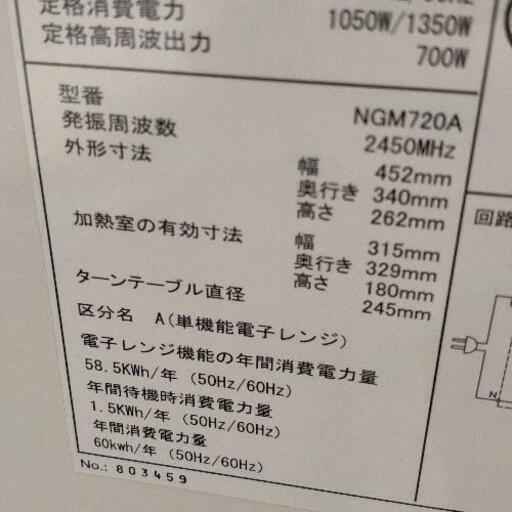 定格消費電力 1050W/1350W
定格高周波出力 700W
型番 NGM720A
発振周波数 2450MHz
外形寸法 幅 452mm
奥行き 340mm
高さ 262mm
加熱室の有効寸法 幅 315mm
奥行き 329mm
高さ 180mm
ターンテーブル直径 245mm
区分名 A(単機能電子レンジ)
電子レンジ機能の年間消費電力量
58.5KWh/年 (50Hz/60Hz)
年間待機時消費電力量
1.5KWh/年 (50Hz/60Hz)
年間消費電力量
60kwh/年 (50Hz/60Hz)
No.: 803459
回路
N